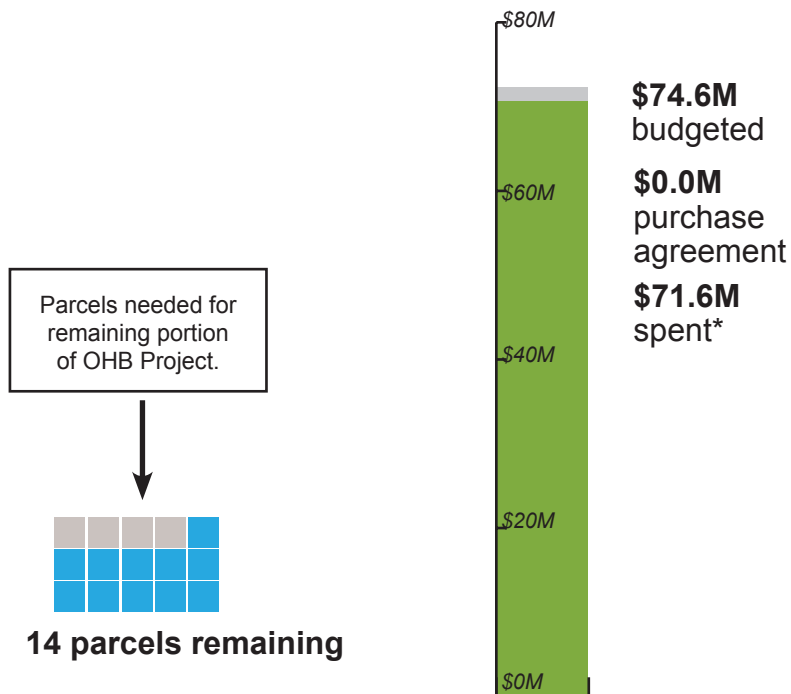 $80M
$74.6M
budgeted
$0.0M
purchase
agreement
$71.6M
spent*
$60M
$40M
$20M
$0M
Parcels needed for
remaining portion
of OHB Project.
14 parcels remaining